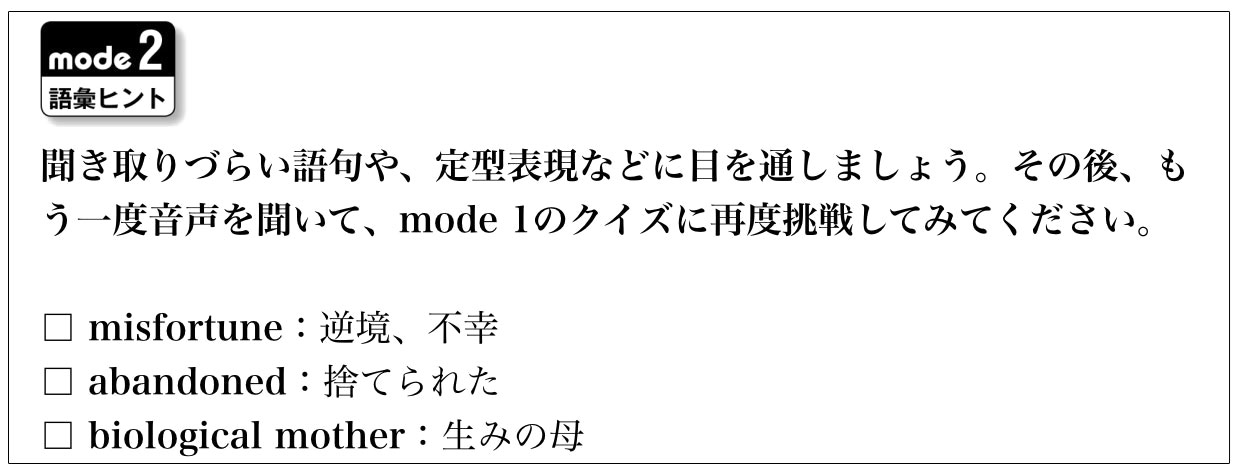 mode 2
語彙ヒント
聞き取りづらい語句や、定型表現などに目を通しましょう。その後、も
う一度音声を聞いて、mode 1のクイズに再度挑戦してみてください。
□ misfortune：逆境、不幸
□ abandoned：捨てられた
□ biological mother：生みの母